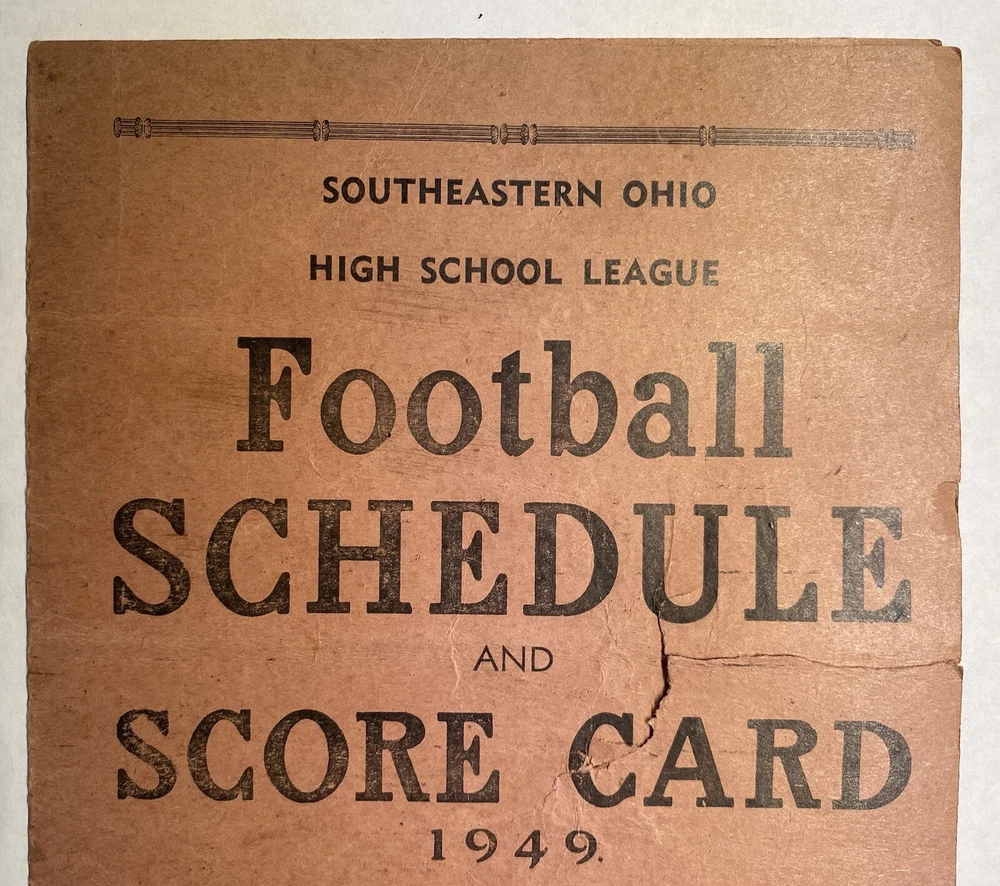 SOUTHEASTERN OHIO
HIGH SCHOOL LEAGUE
Football
SCHEDULE
AND
SCORE CARD
1949.